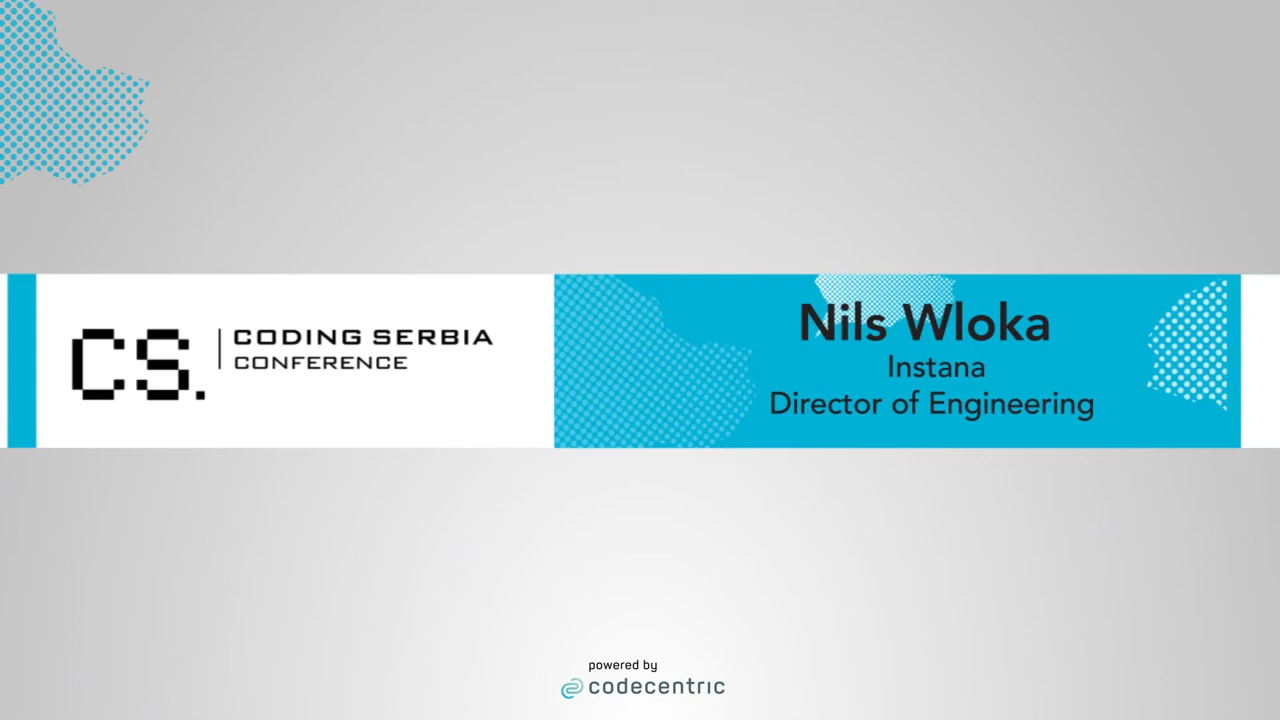 CS.
CODING SERBIA
CONFERENCE
Nils Wloka
Instana
Director of Engineering
powered by
codecentric